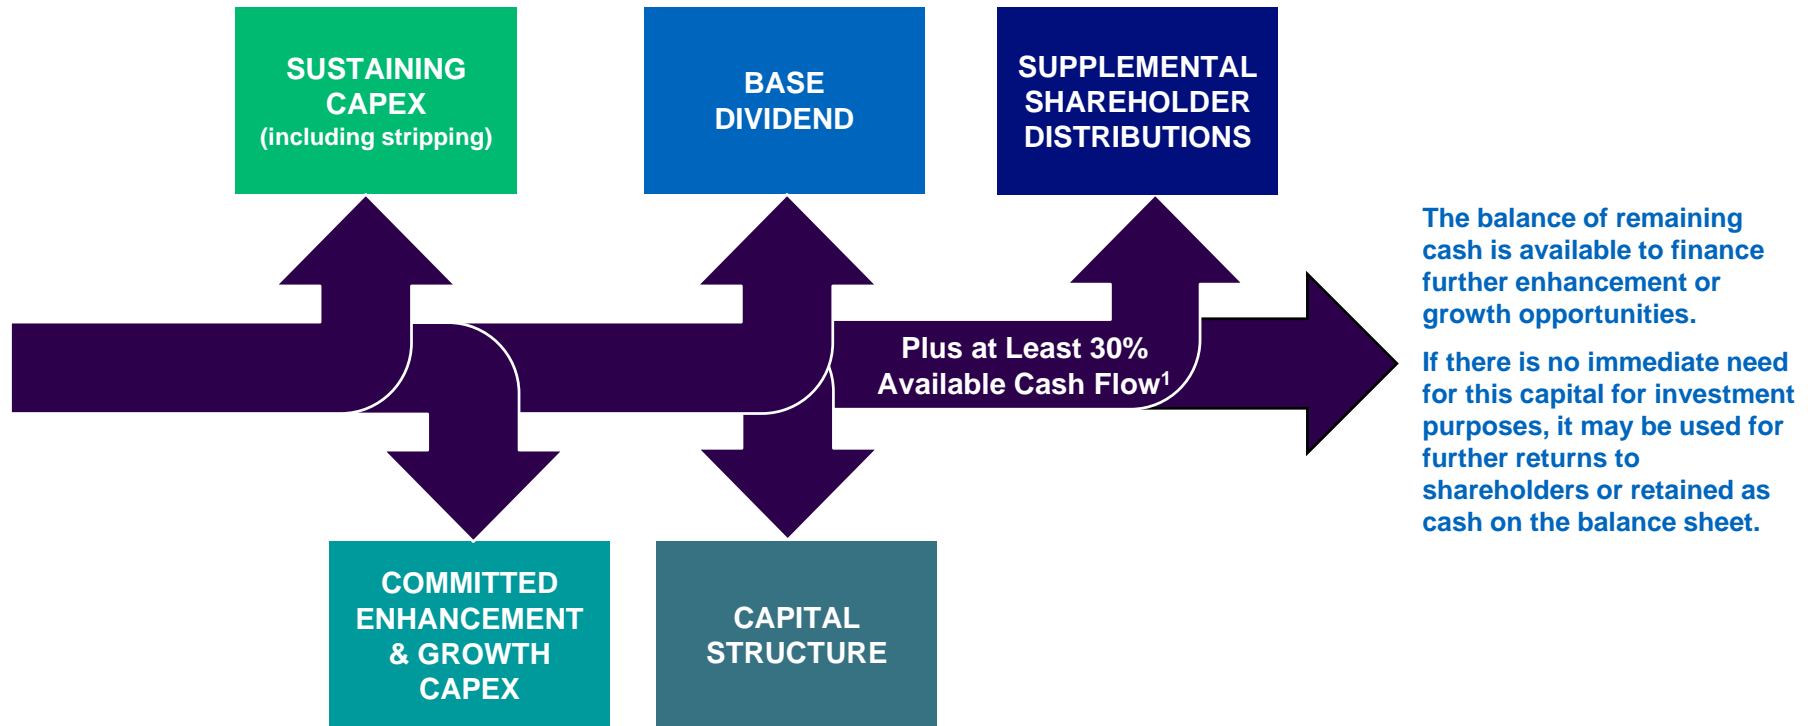 SUSTAINING
CAPEX
(including stripping)
BASE
DIVIDEND
SUPPLEMENTAL
SHAREHOLDER
DISTRIBUTIONS
Plus at Least 30%
Available Cash Flow¹
The balance of remaining
cash is available to finance
further enhancement or
growth opportunities.
If there is no immediate need
for this capital for investment
purposes, it may be used for
further returns to
shareholders or retained as
cash on the balance sheet.
COMMITTED
ENHANCEMENT
& GROWTH
CAPEX
CAPITAL
STRUCTURE